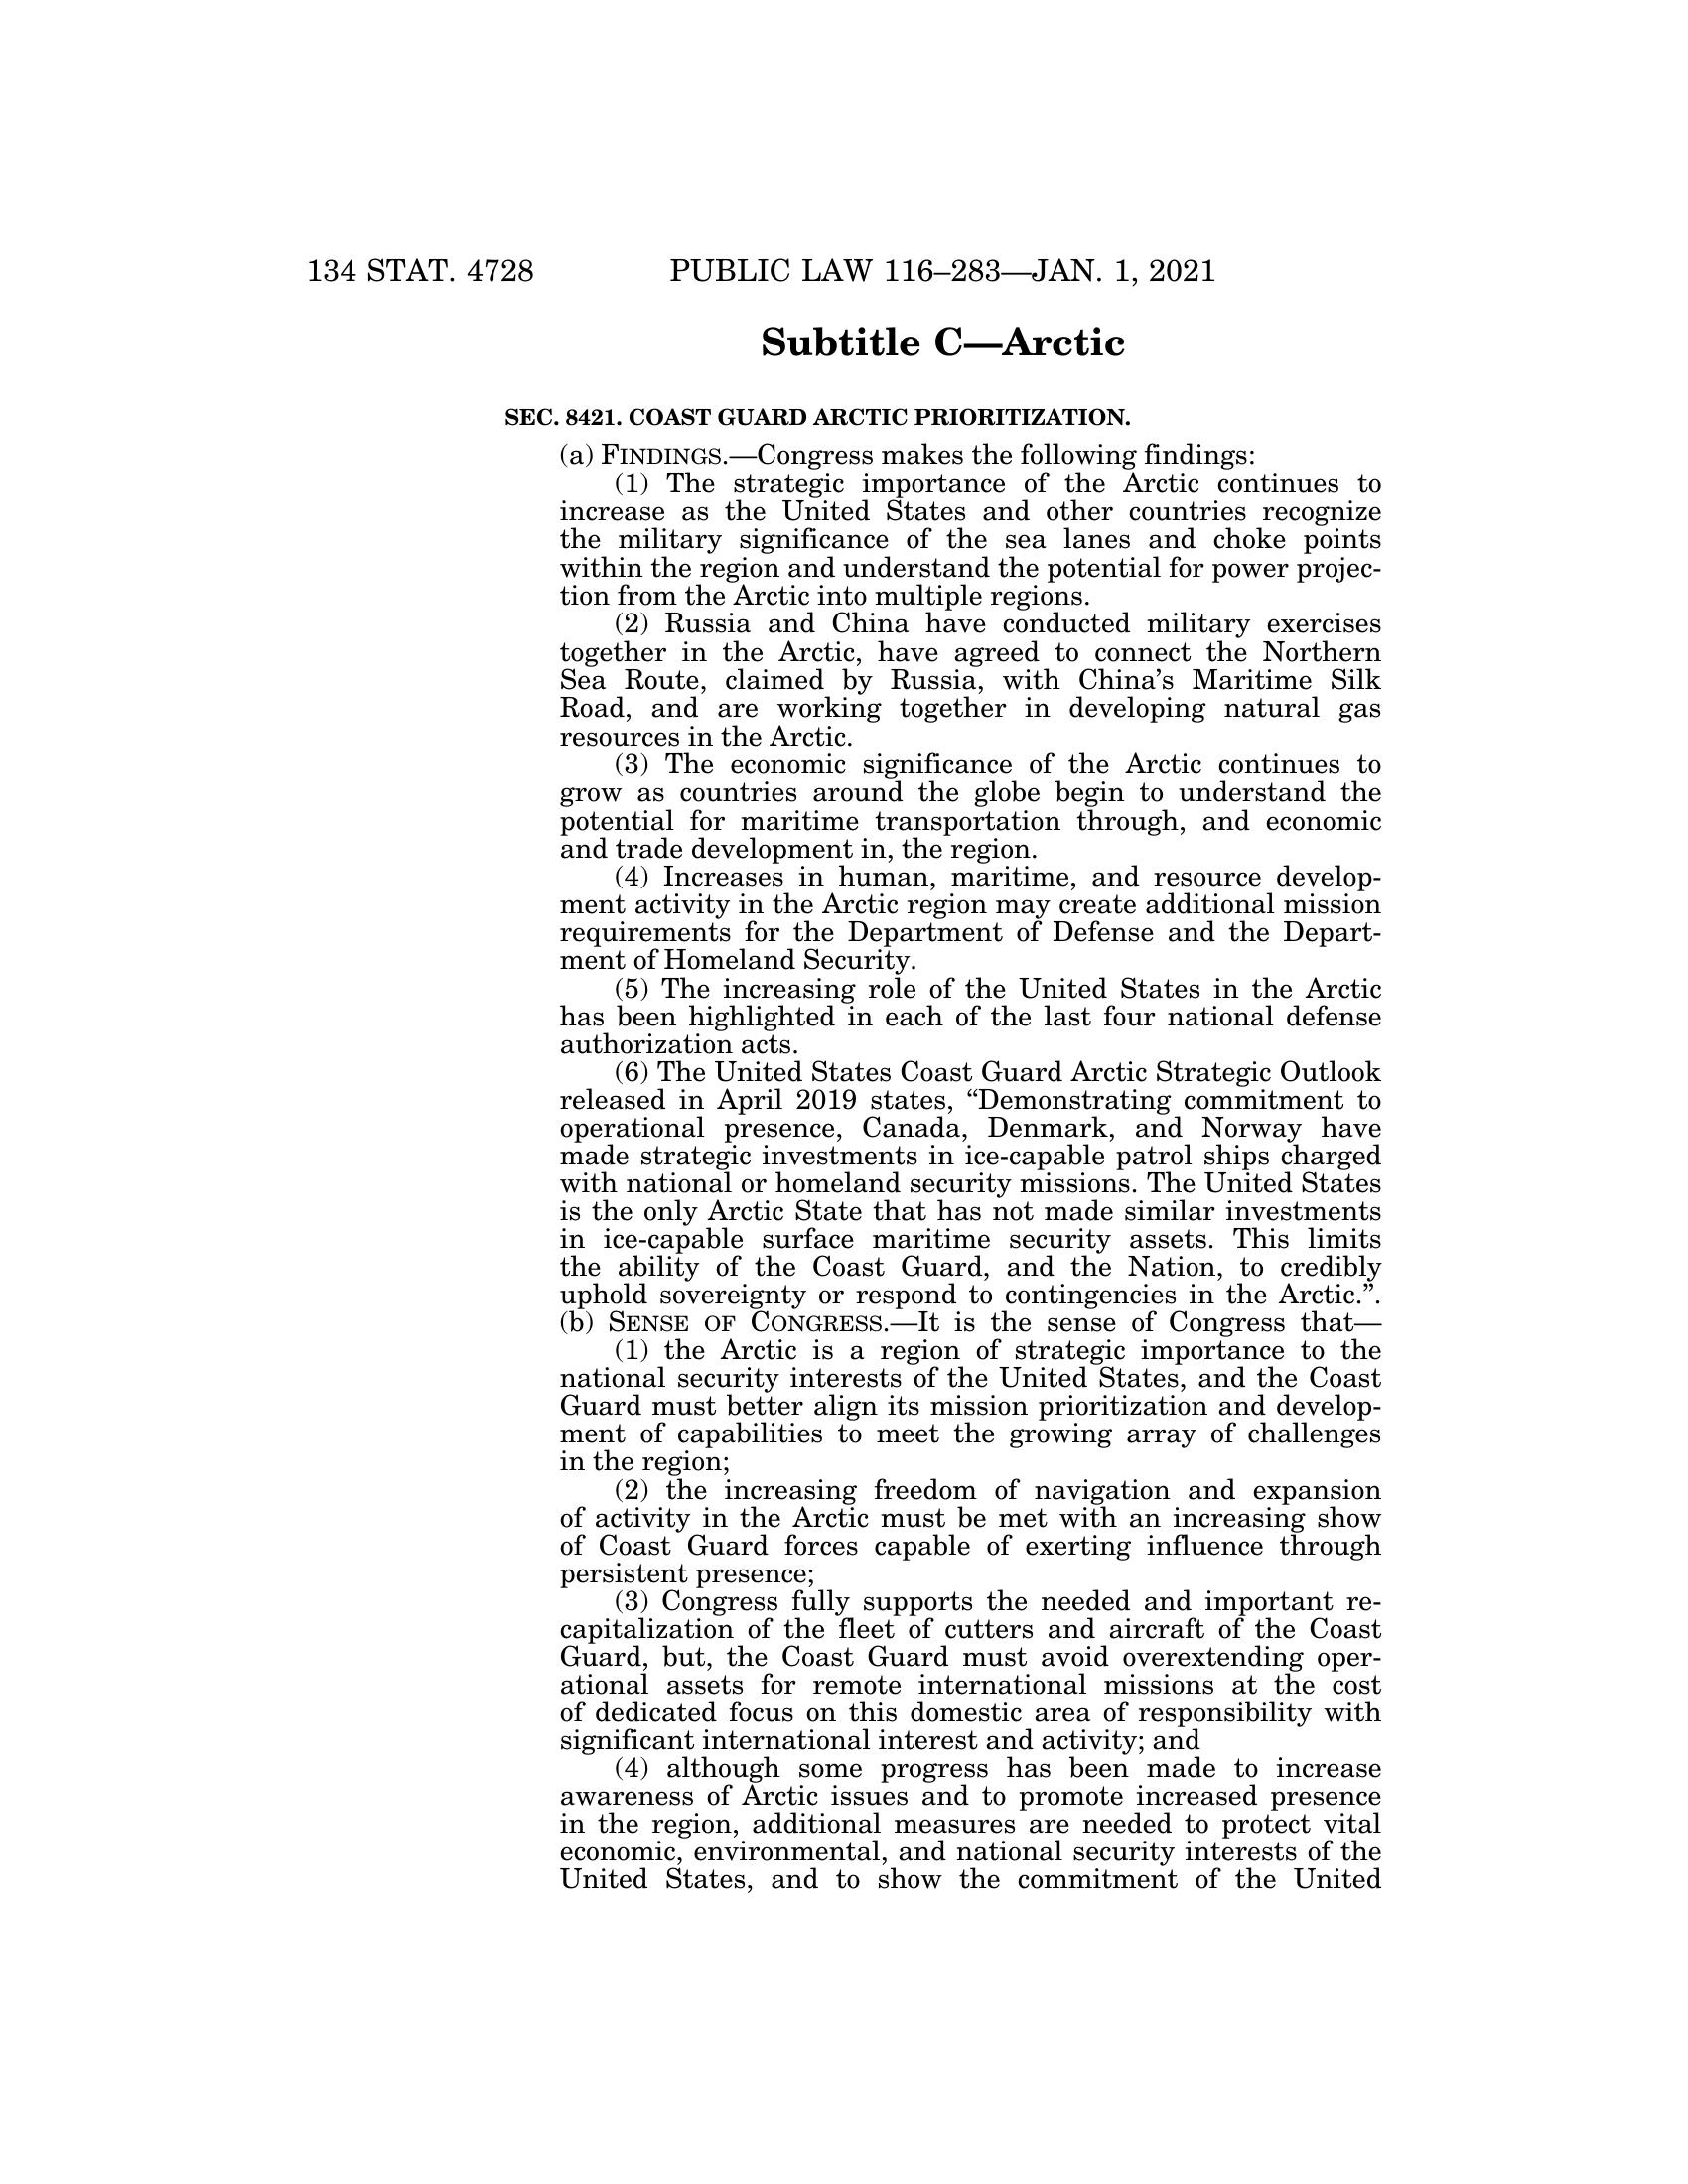 134 STAT. 4728 PUBLIC LAW 116–283—JAN. 1, 2021
Subtitle C—Arctic
SEC. 8421. COAST GUARD ARCTIC PRIORITIZATION.
(a) FINDINGS.—Congress makes the following findings:
(1) The strategic importance of the Arctic continues to
increase as the United States and other countries recognize
the military significance of the sea lanes and choke points
within the region and understand the potential for power projec-
tion from the Arctic into multiple regions.
(2) Russia and China have conducted military exercises
together in the Arctic, have agreed to connect the Northern
Sea Route, claimed by Russia, with China’s Maritime Silk
Road, and are working together in developing natural gas
resources in the Arctic.
(3) The economic significance of the Arctic continues to
grow as countries around the globe begin to understand the
potential for maritime transportation through, and economic
and trade development in, the region.
(4) Increases in human, maritime, and resource develop-
ment activity in the Arctic region may create additional mission
requirements for the Department of Defense and the Depart-
ment of Homeland Security.
(5) The increasing role of the United States in the Arctic
has been highlighted in each of the last four national defense
authorization acts.
(6) The United States Coast Guard Arctic Strategic Outlook
released in April 2019 states, “Demonstrating commitment to
operational presence, Canada, Denmark, and Norway have
made strategic investments in ice-capable patrol ships charged
with national or homeland security missions. The United States
is the only Arctic State that has not made similar investments
in ice-capable surface maritime security assets. This limits
the ability of the Coast Guard, and the Nation, to credibly
uphold sovereignty or respond to contingencies in the Arctic.”.
(b) SENSE OF CONGRESS.—It is the sense of Congress that—
(1) the Arctic is a region of strategic importance to the
national security interests of the United States, and the Coast
Guard must better align its mission prioritization and develop-
ment of capabilities to meet the growing array of challenges
in the region;
(2) the increasing freedom of navigation and expansion
of activity in the Arctic must be met with an increasing show
of Coast Guard forces capable of exerting influence through
persistent presence;
(3) Congress fully supports the needed and important re-
capitalization of the fleet of cutters and aircraft of the Coast
Guard, but, the Coast Guard must avoid overextending oper-
ational assets for remote international missions at the cost
of dedicated focus on this domestic area of responsibility with
significant international interest and activity; and
(4) although some progress has been made to increase
awareness of Arctic issues and to promote increased presence
in the region, additional measures are needed to protect vital
economic, environmental, and national security interests of the
United States, and to show the commitment of the United